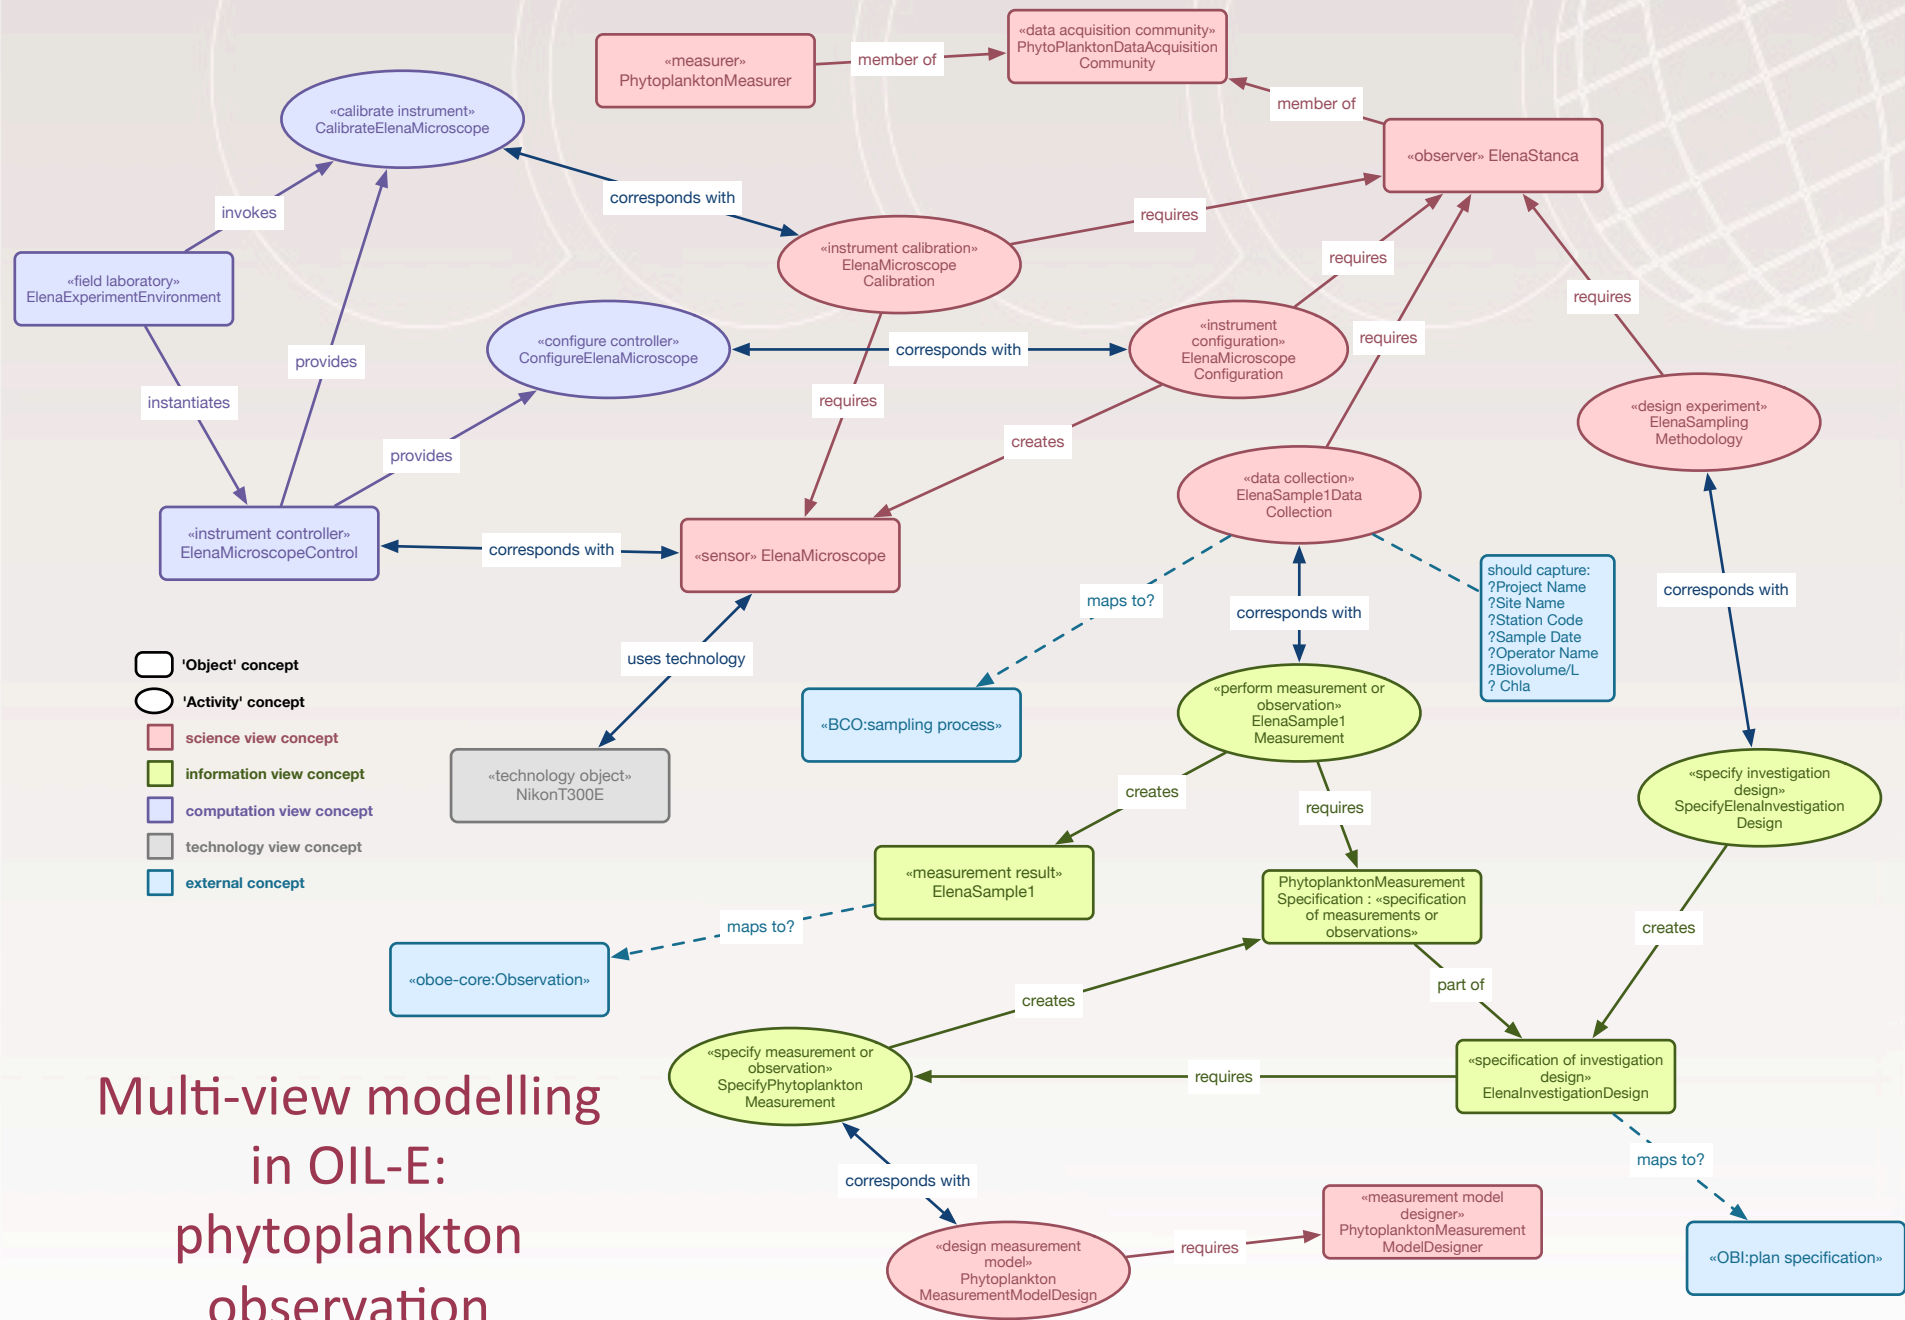 «data acquisition community»
PhytoPlanktonDataAcquisition
Community
«measurer»
PhytoplanktonMeasurer
member of
member of
«observer» ElenaStanca
«calibrate instrument»
CalibrateElenaMicroscope
corresponds with
invokes
requires
«instrument calibration»
ElenaMicroscope
Calibration
requires
«field laboratory»
ElenaExperimentEnvironment
requires
«configure controller»
ConfigureElenaMicroscope
corresponds with
«instrument
configuration»
ElenaMicroscope
Configuration
requires
provides
instantiates
requires
«design experiment»
ElenaSampling
Methodology
creates
provides
«data collection»
ElenaSample1Data
Collection
«instrument controller»
ElenaMicroscopeControl
corresponds with
«sensor» ElenaMicroscope
should capture:
?Project Name
?Site Name
?Station Code
?Sample Date
?Operator Name
?Biovolume/L
? Chla
maps to?
corresponds with
corresponds with
uses technology
'Object' concept
'Activity' concept
science view concept
information view concept
computation view concept
technology view concept
external concept
«BCO:sampling process»
«perform measurement or
observation»
ElenaSample1
Measurement
«technology object»
NikonT300E
«specify investigation
design»
SpecifyElenaInvestigation
Design
creates
requires
«measurement result»
ElenaSample1
PhytoplanktonMeasurement
Specification : «specification
of measurements or
observations»
maps to?
creates
«oboe-core:Observation»
part of
creates
«specify measurement or
observation»
SpecifyPhytoplankton
Measurement
requires
«specification of investigation
design»
ElenaInvestigationDesign
maps to?
corresponds with
«measurement model
designer»
PhytoplanktonMeasurement
ModelDesigner
«design measurement
model»
Phytoplankton
MeasurementModelDesign
requires
«OBI:plan specification»
Multi-view modelling
in OIL-E:
phytoplankton
observation